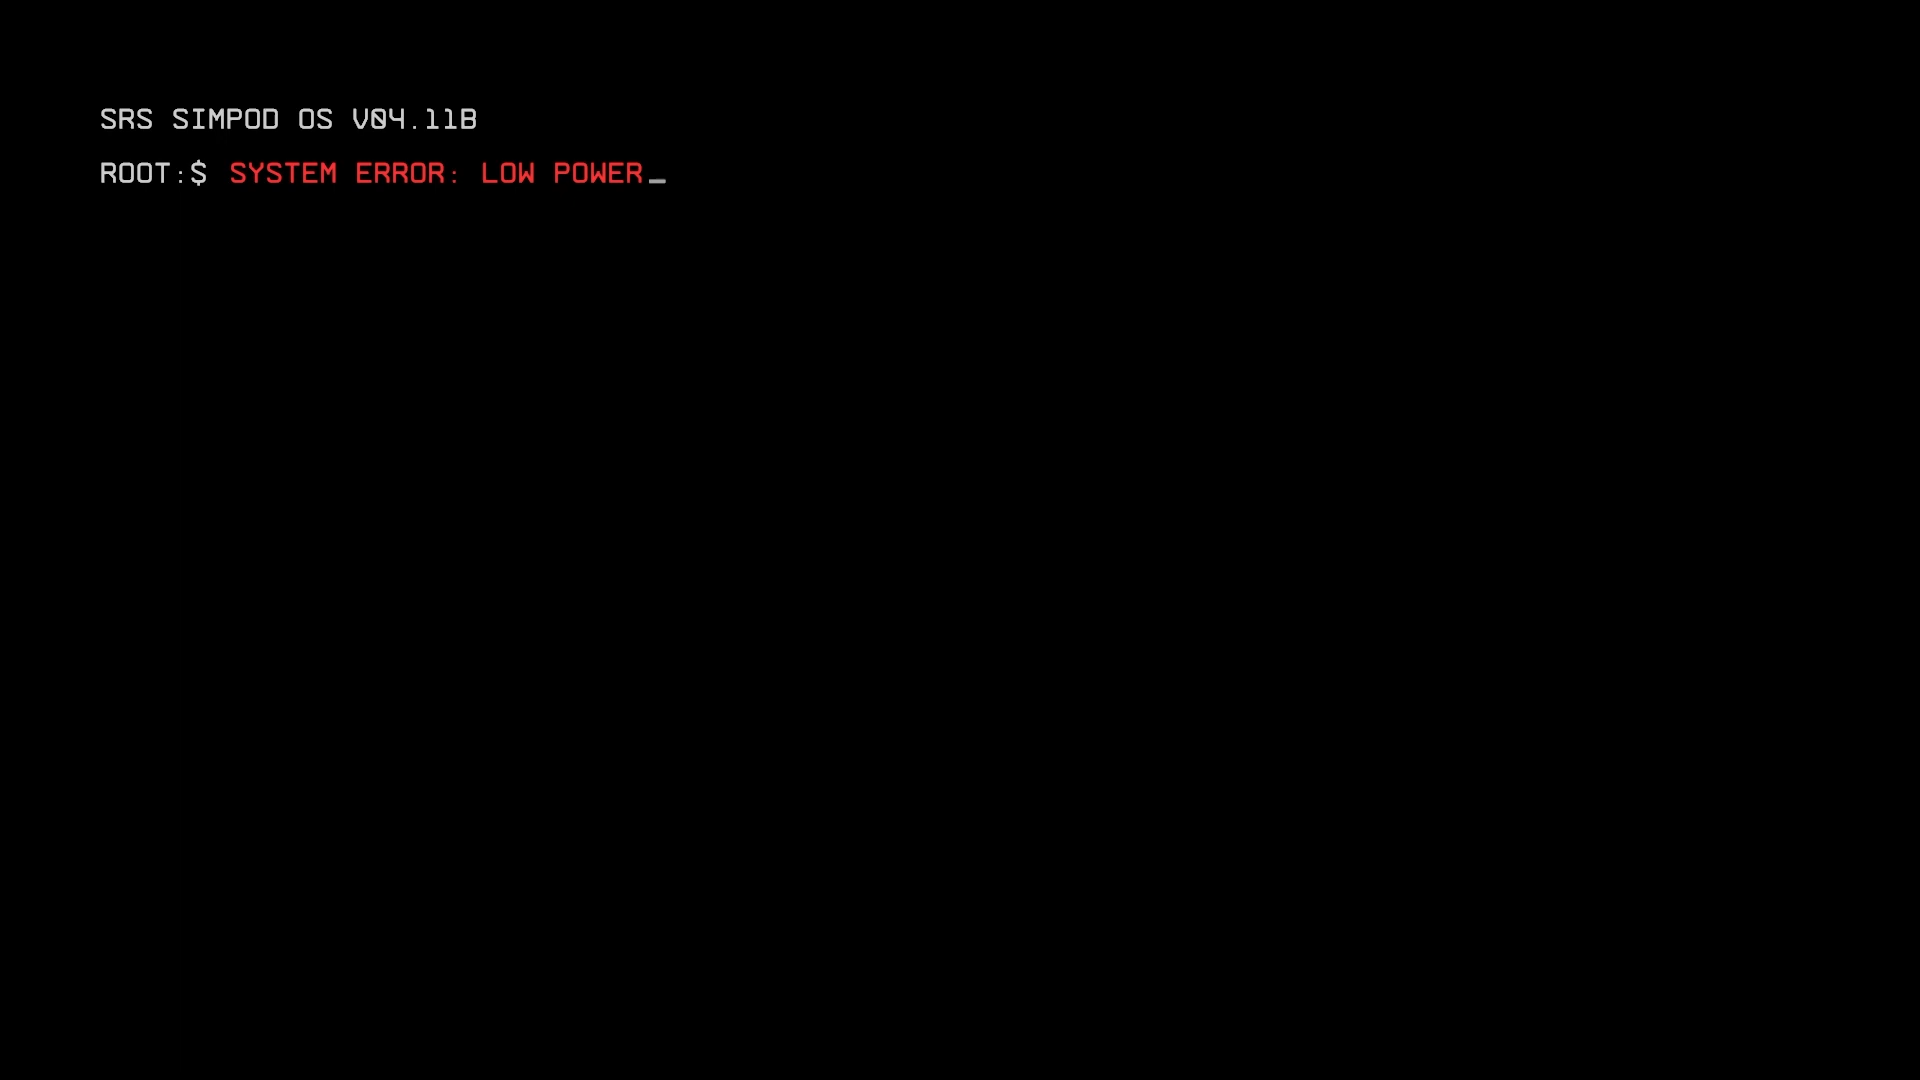 SRS SIMPOD OS V04.11B
ROOT:$ SYSTEM ERROR: LOW POWER_